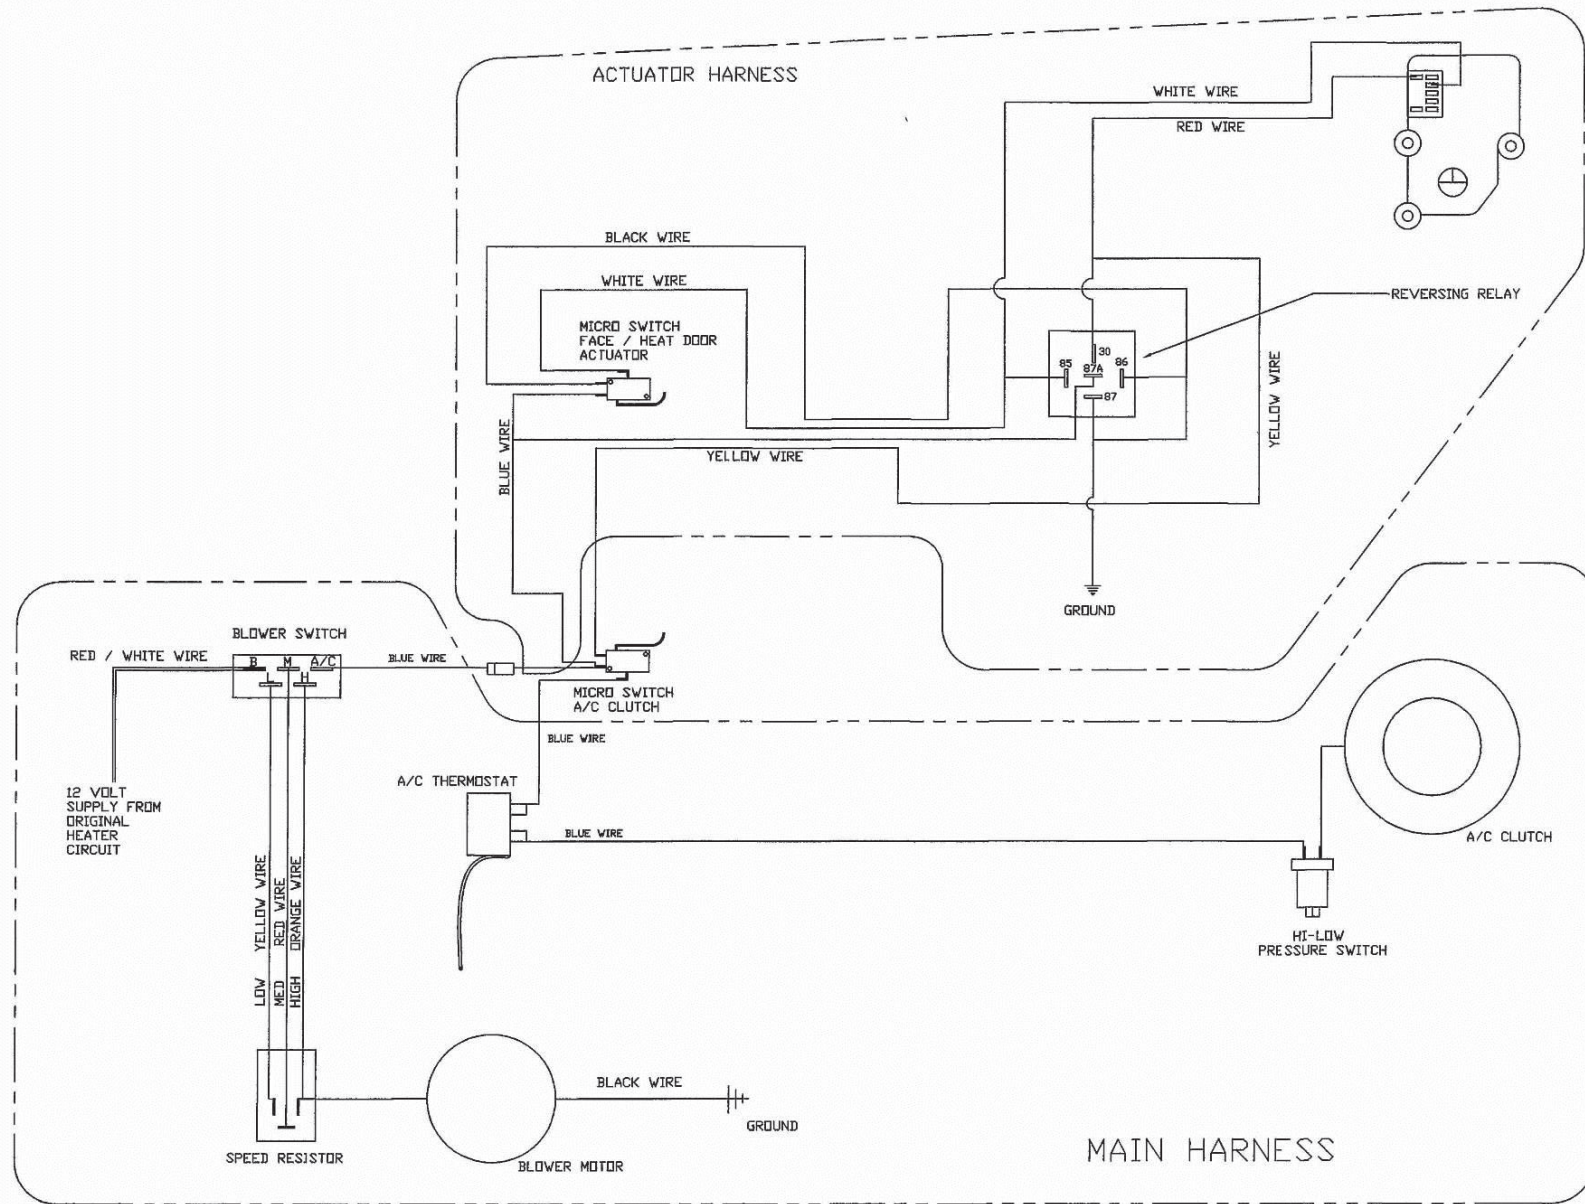 ACTUATOR HARNESS
WHITE WIRE
RED WIRE
BLACK WIRE
WHITE WIRE
REVERSING RELAY
MICRO SWITCH
FACE / HEAT DOOR
ACTUATOR
30
85
87A
86
87
YELLOW WIRE
BLUE WIRE
YELLOW WIRE
GROUND
BLOWER SWITCH
RED / WHITE WIRE
B
M
A/C
L
H
BLUE WIRE
MICRO SWITCH
A/C CLUTCH
BLUE WIRE
A/C THERMOSTAT
12 VOLT
SUPPLY FROM
ORIGINAL
HEATER
CIRCUIT
BLUE WIRE
A/C CLUTCH
LOW YELLOW WIRE
MED RED WIRE
HIGH ORANGE WIRE
HI-LOW
PRESSURE SWITCH
BLACK WIRE
GROUND
SPEED RESISTOR
BLOWER MOTOR
MAIN HARNESS